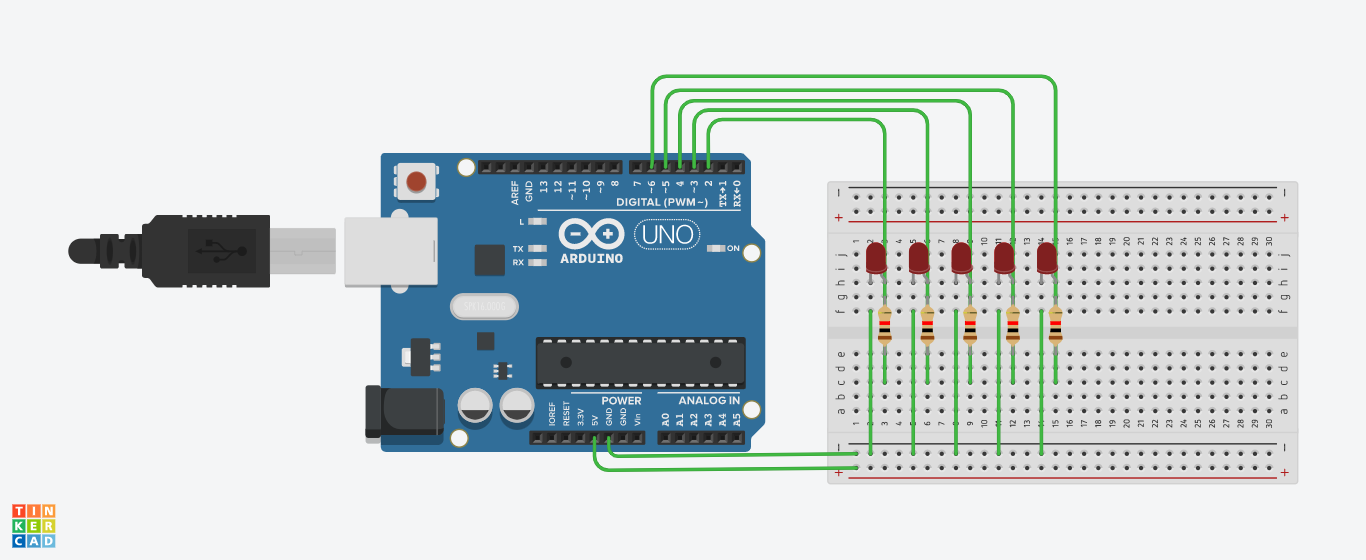 AREF
GND
13
12
~11
~10
~9
8
7
~6
~5
4
~3
2
TX→1
RX←0
DIGITAL (PWM~)
L
TX
RX
UNO
ON
ARDUINO
POWER
ANALOG IN
IOREF
RESET
3.3V
5V
GND
GND
Vin
A0
A1
A2
A3
A4
A5
- -
+ +
1 2 3 4 5 6 7 8 9 10 11 12 13 14 15 16 17 18 19 20 21 22 23 24 25 26 27 28 29 30
j j
i i
h h
g g
f f
e e
d d
c c
b b
a a
1 2 3 4 5 6 7 8 9 10 11 12 13 14 15 16 17 18 19 20 21 22 23 24 25 26 27 28 29 30
- -
+ +
TIN
KER
CAD